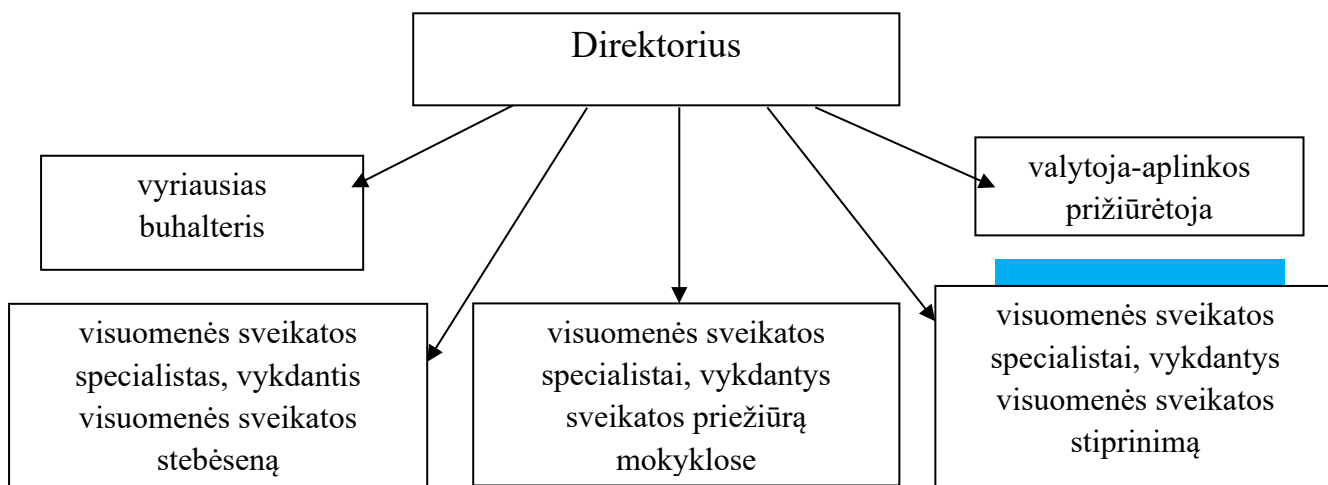 Direktorius
vyriausias
buhalteris
valytoja-aplinkos
prižiūrėtoja
visuomenės sveikatos
specialistas, vykdantis
visuomenės sveikatos
stebėseną
visuomenės sveikatos
specialistai, vykdantys
sveikatos priežiūrą
mokyklose
visuomenės sveikatos
specialistai, vykdantys
visuomenės sveikatos
stiprinimą